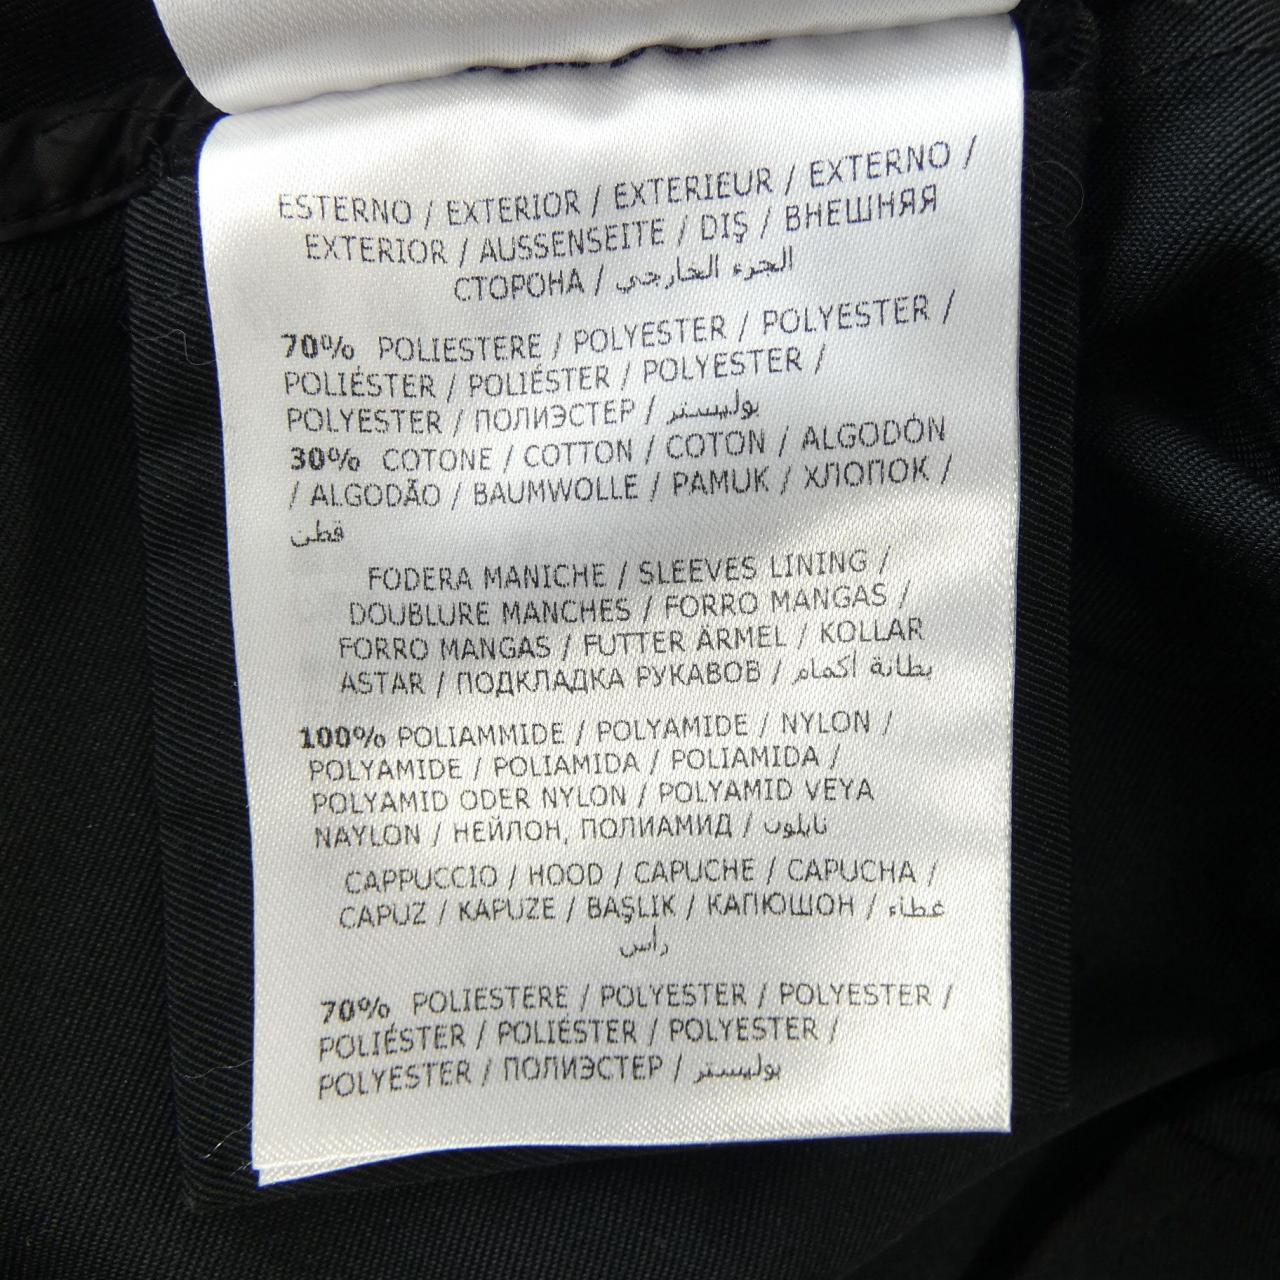 ESTERNO / EXTERIOR / EXTERIEUR / EXTERNO /
EXTERIOR / AUSSENSEITE / DIŞ / ВНЕШНЯЯ
СТОРОНА / الجزء الخارجي
70% POLIESTERE / POLYESTER / POLYESTER /
POLIÉSTER / POLIÉSTER / POLYESTER /
POLYESTER / ПОЛИЭСТЕР / بوليستر
30% COTONE / COTTON / COTON / ALGODÓN
/ ALGODÃO / BAUMWOLLE / PAMUK / ХЛОПОК /
قطن
FODERA MANICHE / SLEEVES LINING /
DOUBLURE MANCHES / FORRO MANGAS /
FORRO MANGAS / FUTTER ÄRMEL / KOLLAR
ASTAR / ПОДКЛАДКА РУКАВОВ / بطانة أكمام
100% POLIAMMIDE / POLYAMIDE / NYLON /
POLYAMIDE / POLIAMIDA / POLIAMIDA /
POLYAMID ODER NYLON / POLYAMID VEYA
NAYLON / НЕЙЛОН, ПОЛИАМИД / نايلون
CAPPUCCIO / HOOD / CAPUCHE / CAPUCHA /
CAPUZ / KAPUZE / BAŞLIK / КАПЮШОН / غطاء
رأس
70% POLIESTERE / POLYESTER / POLYESTER /
POLIÉSTER / POLIÉSTER / POLYESTER /
POLYESTER / ПОЛИЭСТЕР / بوليستر